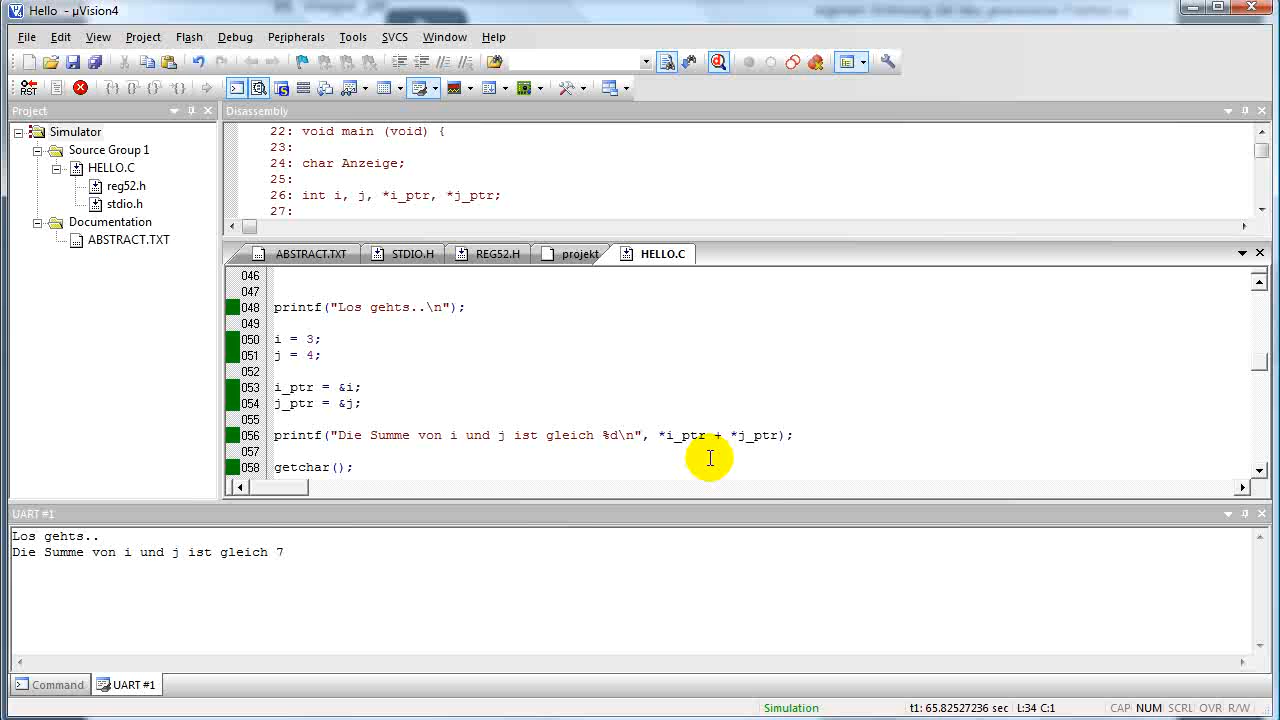 Hello - µVision4
File Edit View Project Flash Debug Peripherals Tools SVCS Window Help
RST
Project
Simulator
Source Group 1
HELLO.C
reg52.h
stdio.h
Documentation
ABSTRACT.TXT
Disassembly
22: void main (void) {
23:
24: char Anzeige;
25:
26: int i, j, *i_ptr, *j_ptr;
27:
ABSTRACT.TXT STDIO.H REG52.H projekt HELLO.C
046
047
048 printf("Los gehts..\n");
049
050 i = 3;
051 j = 4;
052
053 i_ptr = &i;
054 j_ptr = &j;
055
056 printf("Die Summe von i und j ist gleich %d\n", *i_ptr + *j_ptr);
057
058 getchar();
UART #1
Los gehts..
Die Summe von i und j ist gleich 7
Command UART #1
Simulation t1: 65.82527236 sec L:34 C:1 CAP NUM SCRL OVR R/W